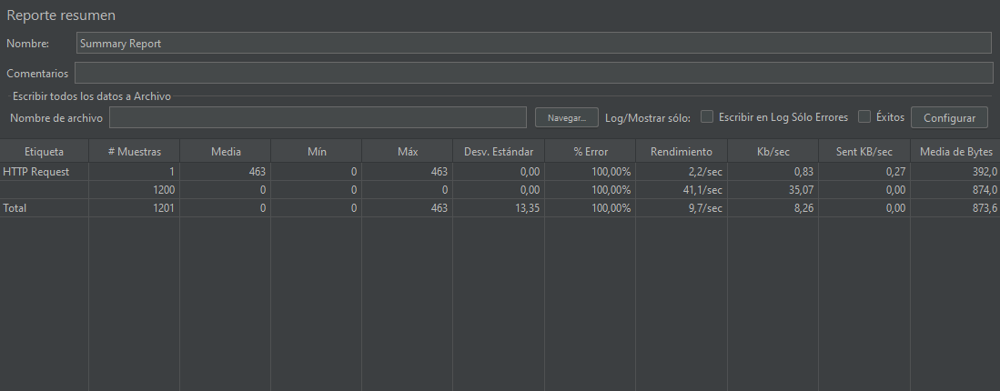 Reporte resumen
Nombre: Summary Report
Comentarios
Escribir todos los datos a Archivo
Nombre de archivo Navegar... Log/Mostrar sólo: Escribir en Log Sólo Errores Éxitos Configurar
Etiqueta # Muestras Media Mín Máx Desv. Estándar % Error Rendimiento Kb/sec Sent KB/sec Media de Bytes
HTTP Request 1 463 0 463 0,00 100,00% 2,2/sec 0,83 0,27 392,0
1200 0 0 0 0,00 100,00% 41,1/sec 35,07 0,00 874,0
Total 1201 0 0 463 13,35 100,00% 9,7/sec 8,26 0,00 873,6